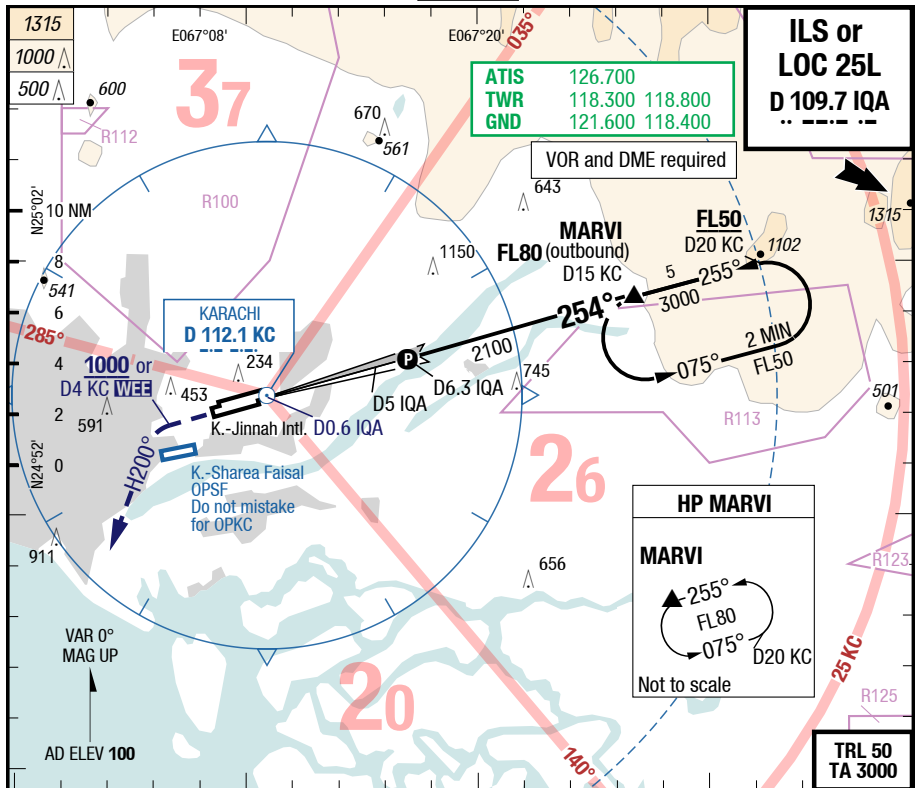 1315
1000
500
E067°08'
E067°20'
035°
ILS or
LOC 25L
D 109.7 IQA
ATIS 126.700
TWR 118.300 118.800
GND 121.600 118.400
VOR and DME required
600
37
R112
670
561
R100
643
1315
N25°02'
10 NM
8
6
4
2
0
N24°52'
MARVI
FL80 (outbound)
D15 KC
FL50
D20 KC
1102
1150
5
255°
3000
254°
541
285°
KARACHI
D 112.1 KC
2100
2 MIN
075°
FL50
1000 or
D4 KC WEE
234
453
591
D6.3 IQA
P
D5 IQA
745
501
K.-Jinnah Intl.
D0.6 IQA
R113
H200°
K.-Sharea Faisal
OPSF
Do not mistake
for OPKC
26
HP MARVI
MARVI
255°
FL80
075°
D20 KC
Not to scale
911
656
R123
VAR 0°
MAG UP
AD ELEV 100
20
140°
25 KC
R125
TRL 50
TA 3000